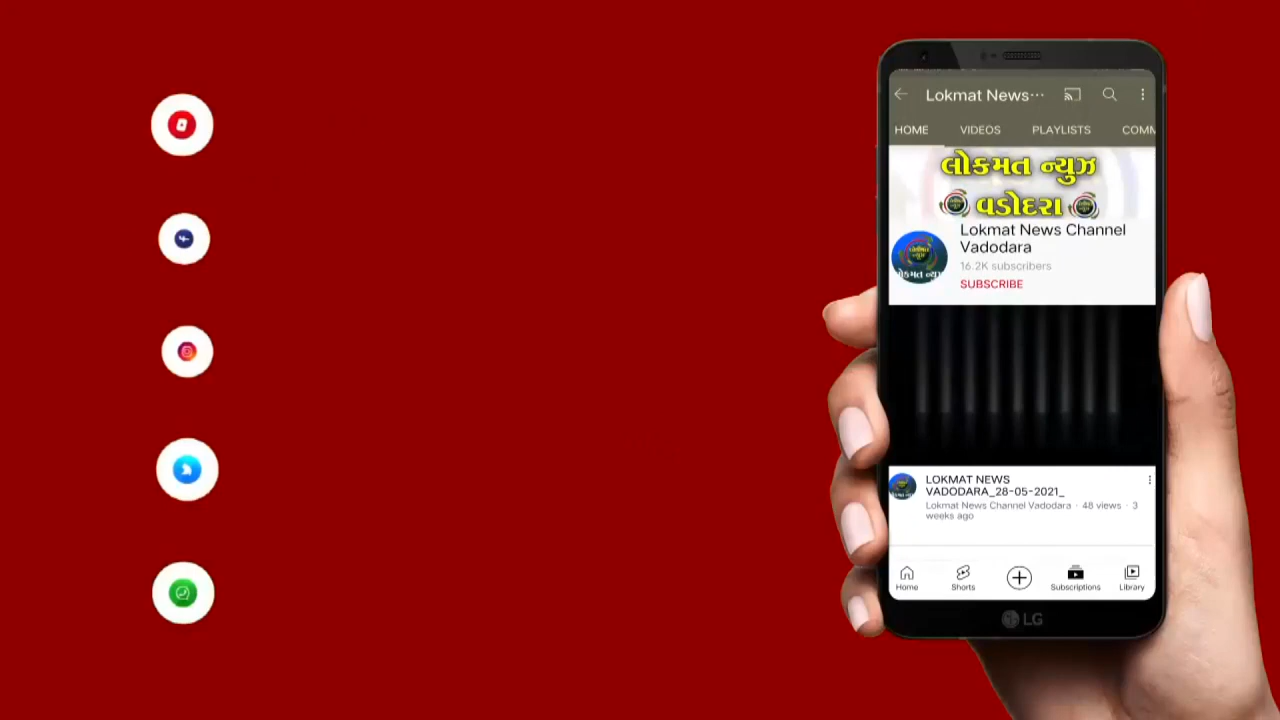 Lokmat News...
HOME VIDEOS PLAYLISTS COMM
લોકમત ન્યુઝ
વડોદરા
Lokmat News Channel
Vadodara
16.2K subscribers
SUBSCRIBE
LOKMAT NEWS
VADODARA_28-05-2021_
Lokmat News Channel Vadodara · 48 views · 3
weeks ago
Home Shorts Subscriptions Library
LG